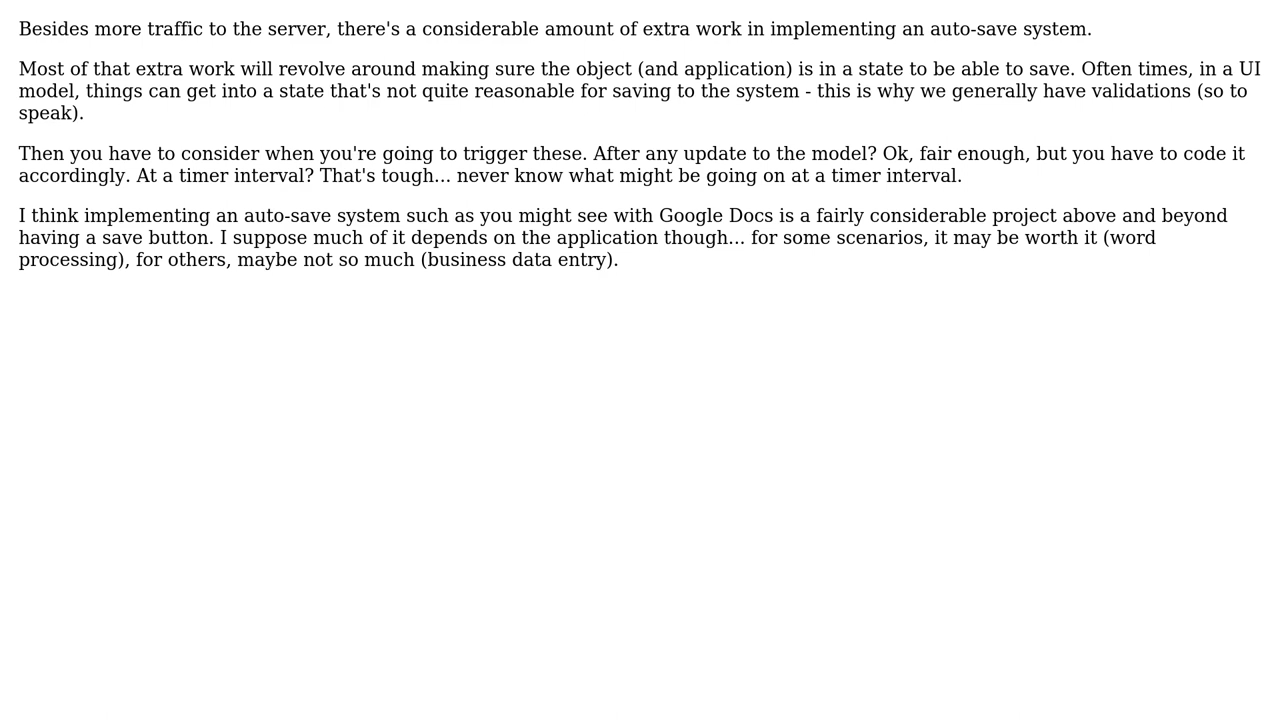 Besides more traffic to the server, there's a considerable amount of extra work in implementing an auto-save system.
Most of that extra work will revolve around making sure the object (and application) is in a state to be able to save. Often times, in a UI
model, things can get into a state that's not quite reasonable for saving to the system - this is why we generally have validations (so to
speak).
Then you have to consider when you're going to trigger these. After any update to the model? Ok, fair enough, but you have to code it
accordingly. At a timer interval? That's tough... never know what might be going on at a timer interval.
I think implementing an auto-save system such as you might see with Google Docs is a fairly considerable project above and beyond
having a save button. I suppose much of it depends on the application though... for some scenarios, it may be worth it (word
processing), for others, maybe not so much (business data entry).